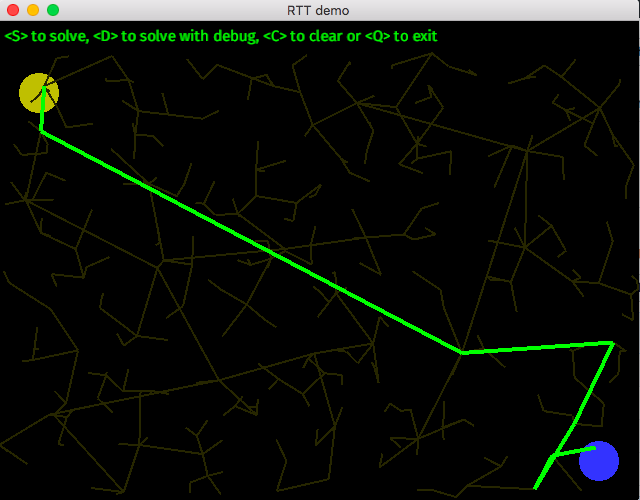 RTT demo
<S> to solve, <D> to solve with debug, <C> to clear or <Q> to exit